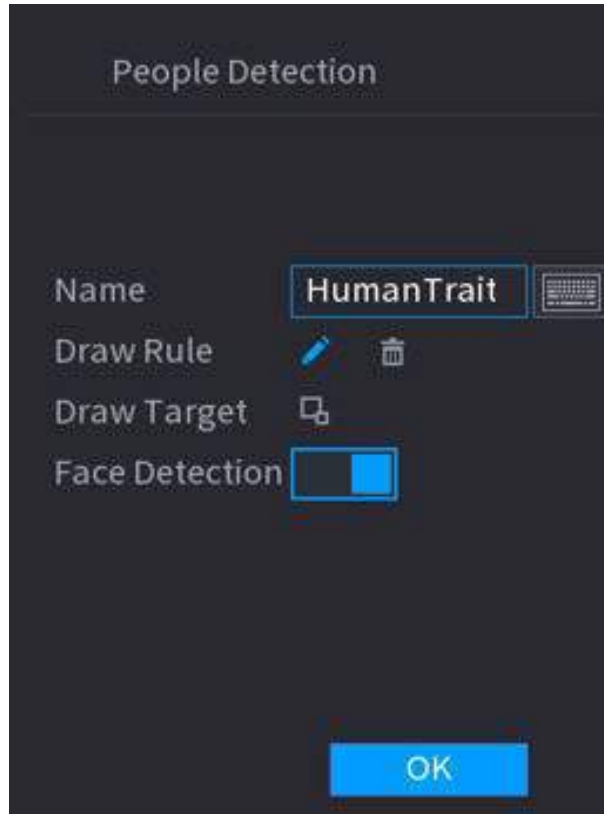 People Detection
Name HumanTrait
Draw Rule
Draw Target
Face Detection
OK